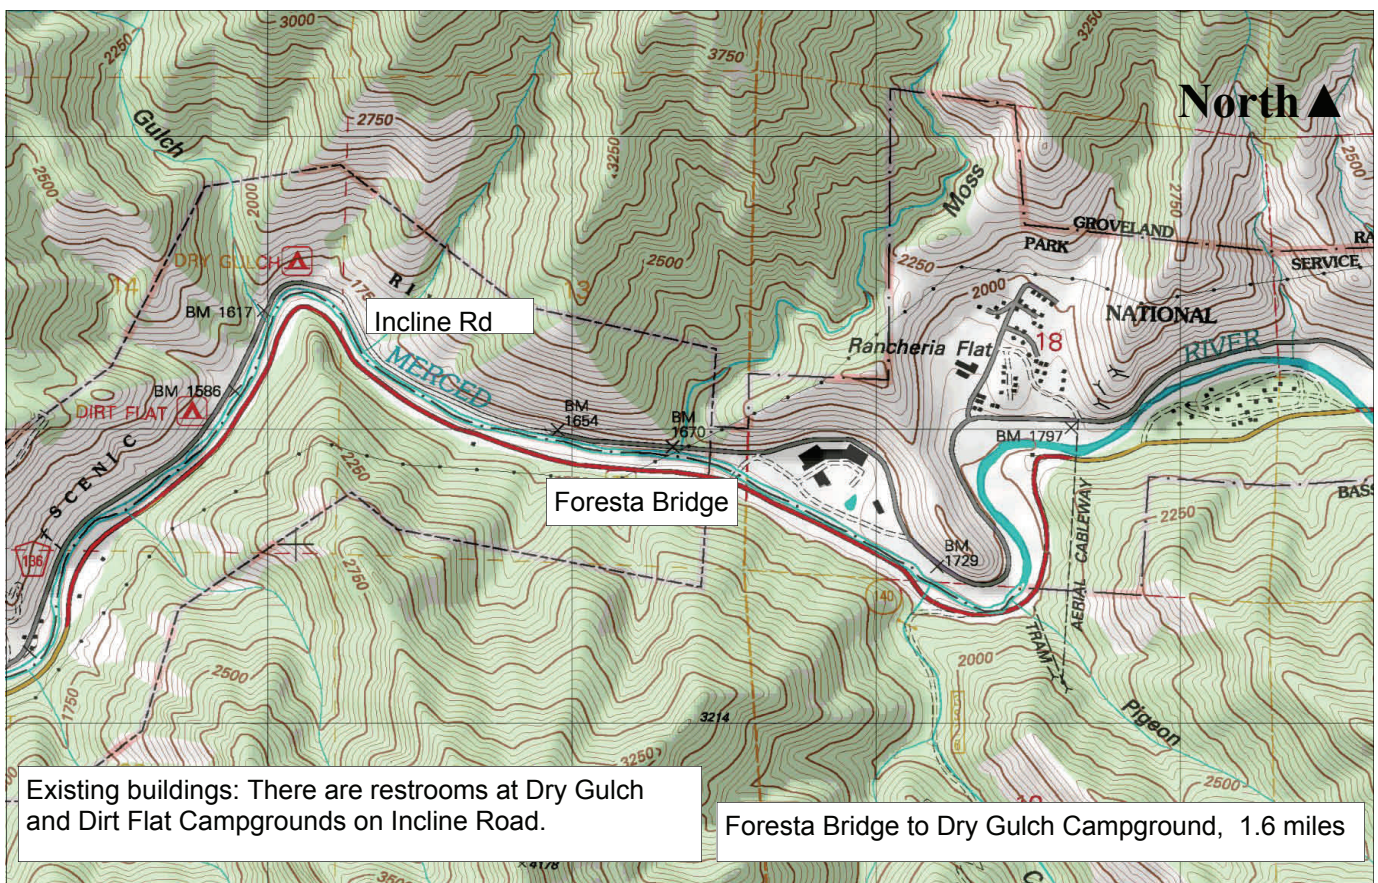 3000
2250
3750
3250
North▲
Gulch
2750
2500
2500
3250
Moss
2750
2000
GROVELAND
PARK
RA
SERVICE
DRY GULCH
14
RI
2500
13
2250
2000
NATIONAL
BM 1617
Incline Rd
MERCED
Rancheria Flat
18
RIVER
BM 1586
DIRT FLAT
BM
1654
BM
1670
BM 1797
SCENIC
2250
Foresta Bridge
BASS
2250
AERIAL CABLEWAY
136
2750
BM
1729
140
TRAM
2000
1750
2500
3214
Pigeon
3250
2500
Existing buildings: There are restrooms at Dry Gulch
and Dirt Flat Campgrounds on Incline Road.
Foresta Bridge to Dry Gulch Campground, 1.6 miles
×4178
3500